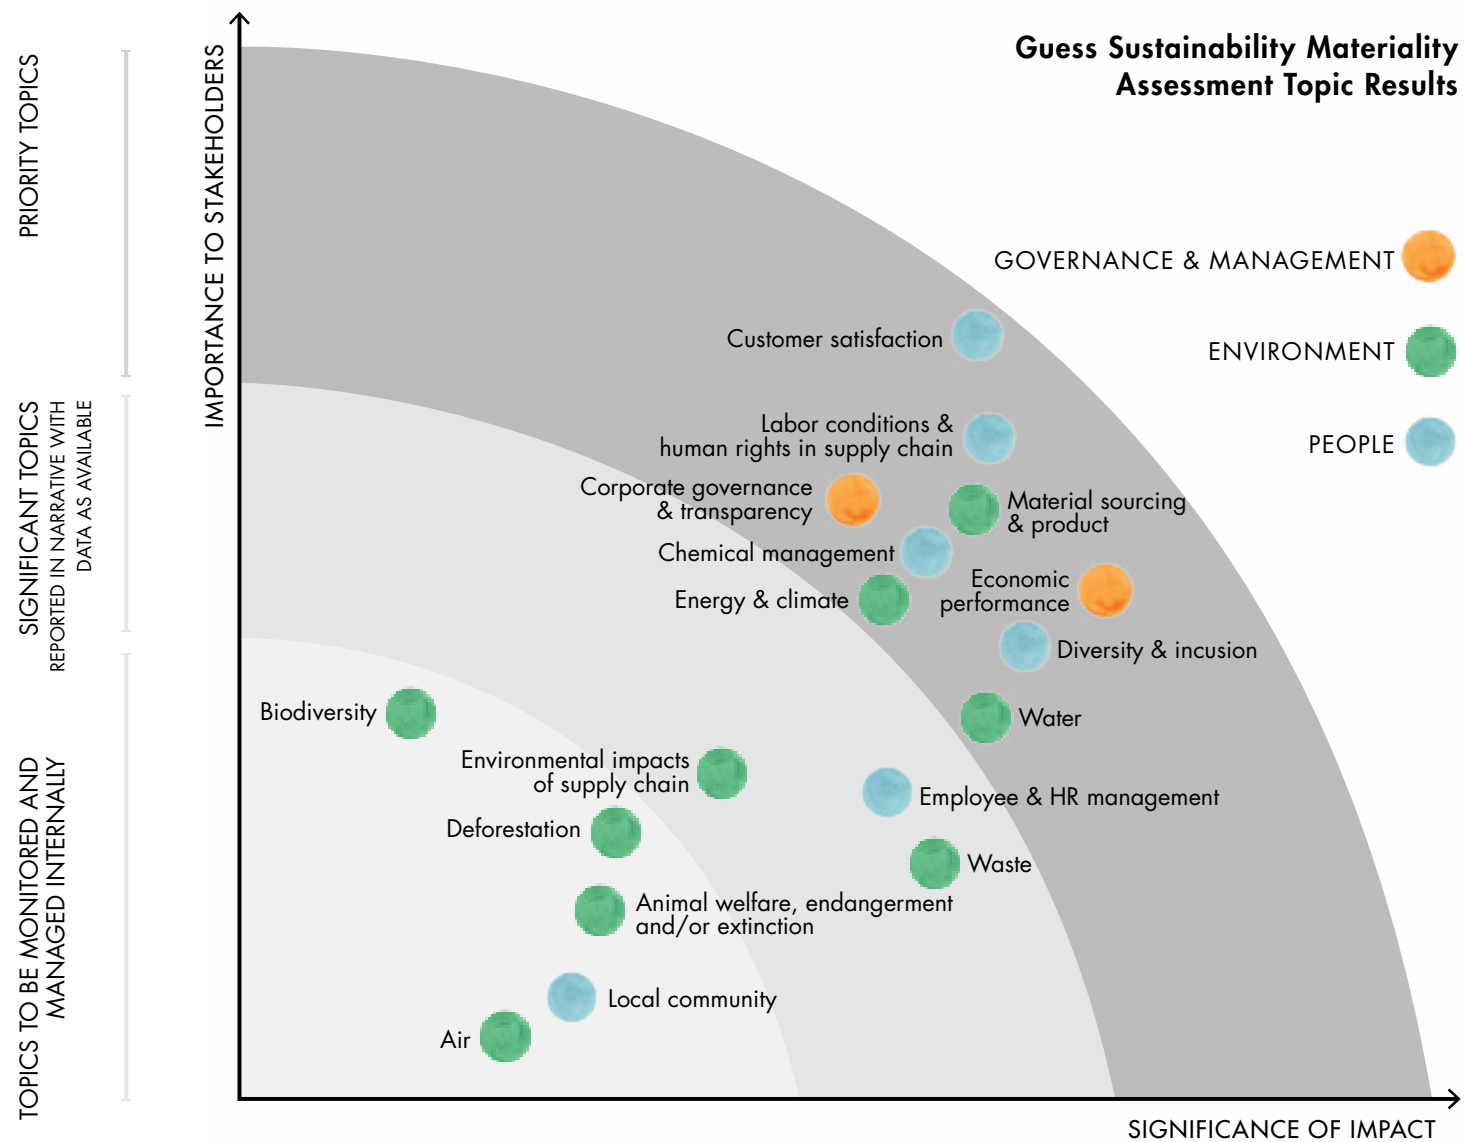 Guess Sustainability Materiality
Assessment Topic Results
PRIORITY TOPICS
SIGNIFICANT TOPICS
REPORTED IN NARRATIVE WITH
DATA AS AVAILABLE
TOPICS TO BE MONITORED AND
MANAGED INTERNALLY
IMPORTANCE TO STAKEHOLDERS
GOVERNANCE & MANAGEMENT
ENVIRONMENT
PEOPLE
Customer satisfaction
Labor conditions &
human rights in supply chain
Corporate governance
& transparency
Material sourcing
& product
Chemical management
Energy & climate
Economic
performance
Diversity & incusion
Biodiversity
Water
Environmental impacts
of supply chain
Employee & HR management
Deforestation
Waste
Animal welfare, endangerment
and/or extinction
Local community
Air
SIGNIFICANCE OF IMPACT